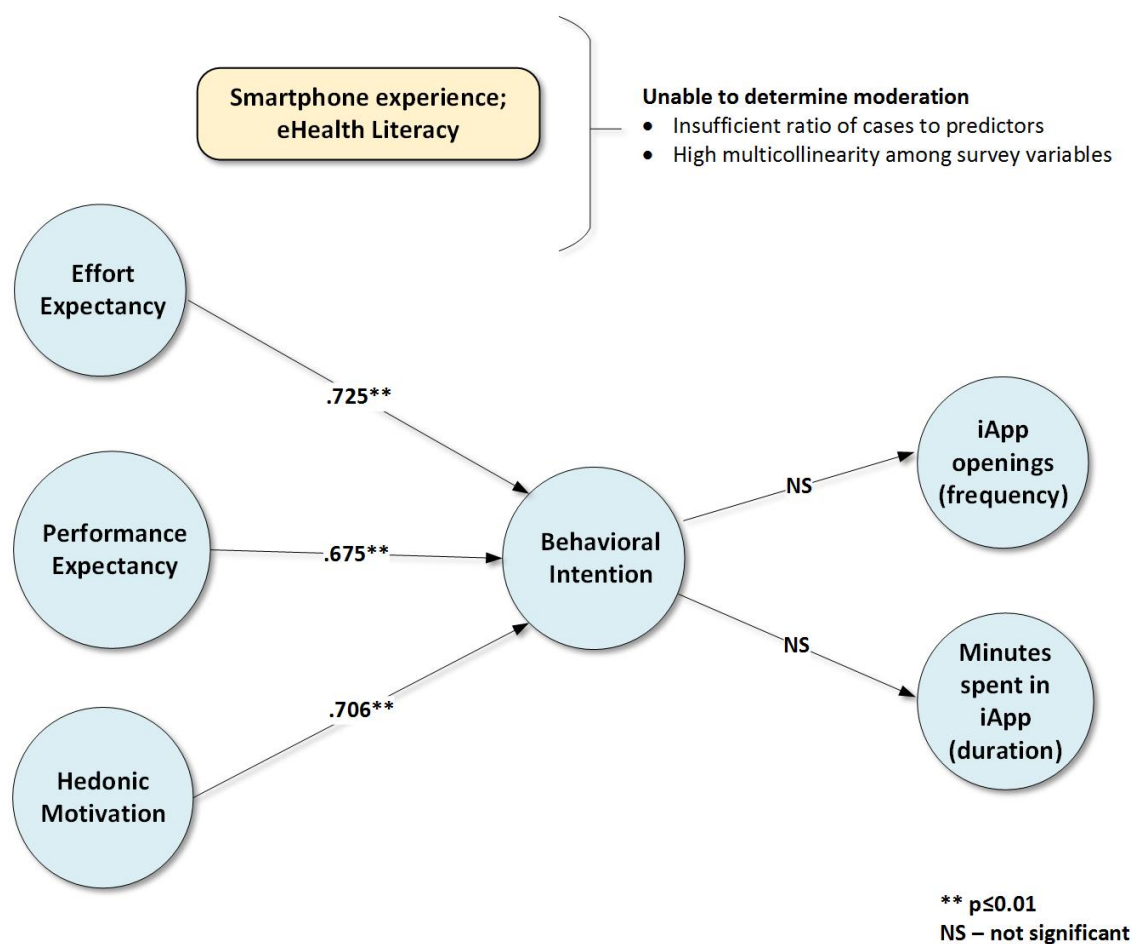 Smartphone experience;
eHealth Literacy
Unable to determine moderation
• Insufficient ratio of cases to predictors
• High multicollinearity among survey variables
Effort
Expectancy
.725**
Performance
Expectancy
.675**
Hedonic
Motivation
.706**
Behavioral
Intention
NS
NS
iApp
openings
(frequency)
Minutes
spent in
iApp
(duration)
** p≤0.01
NS – not significant